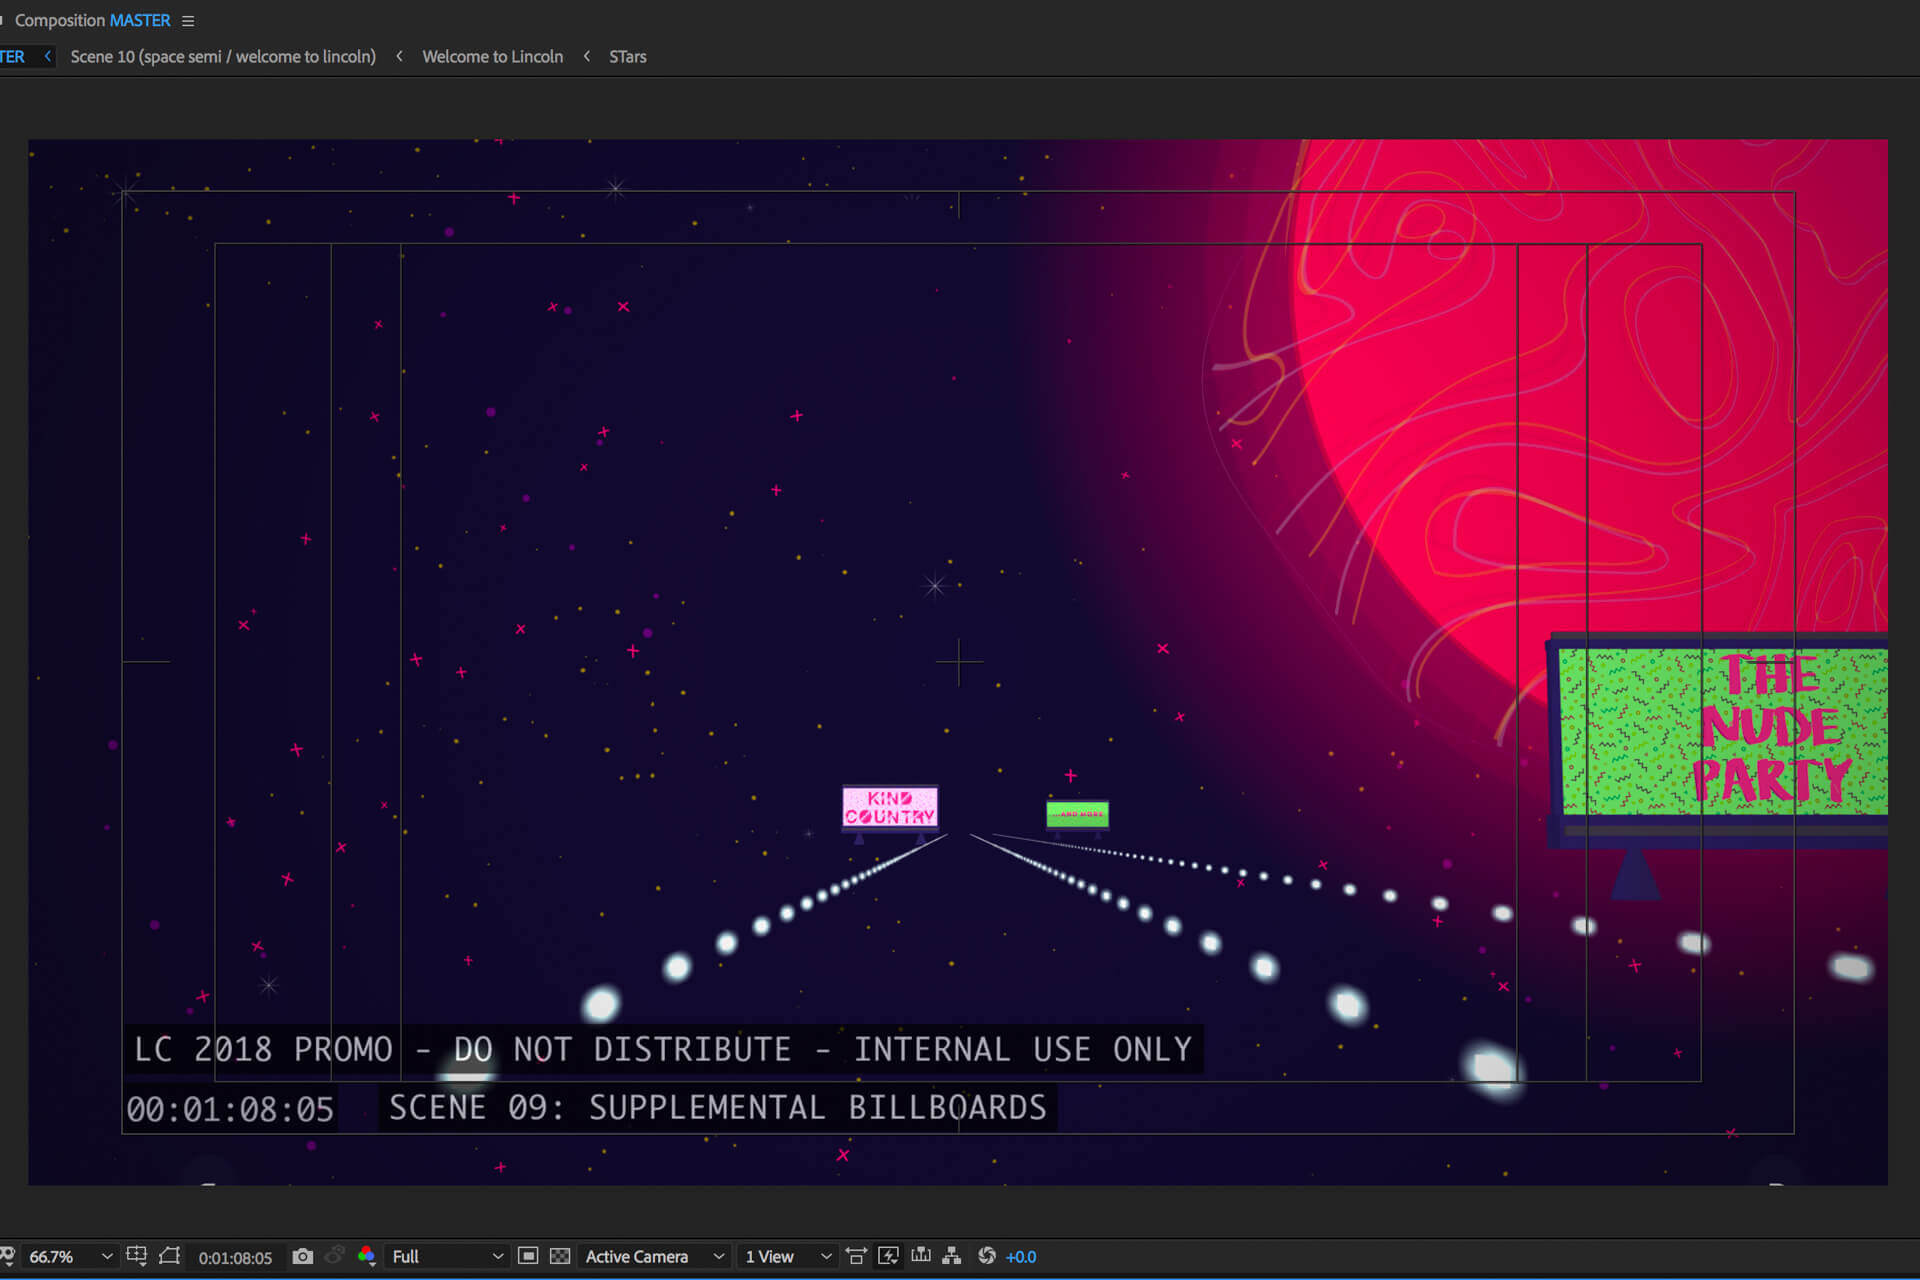 Composition MASTER
TER
Scene 10 (space semi / welcome to lincoln)
Welcome to Lincoln
STars
THE
NUDE
PARTY
KIND
COUNTRY
...AND MORE
LC 2018 PROMO - DO NOT DISTRIBUTE - INTERNAL USE ONLY
00:01:08:05
SCENE 09: SUPPLEMENTAL BILLBOARDS
66.7%
0:01:08:05
Full
Active Camera
1 View
+0.0